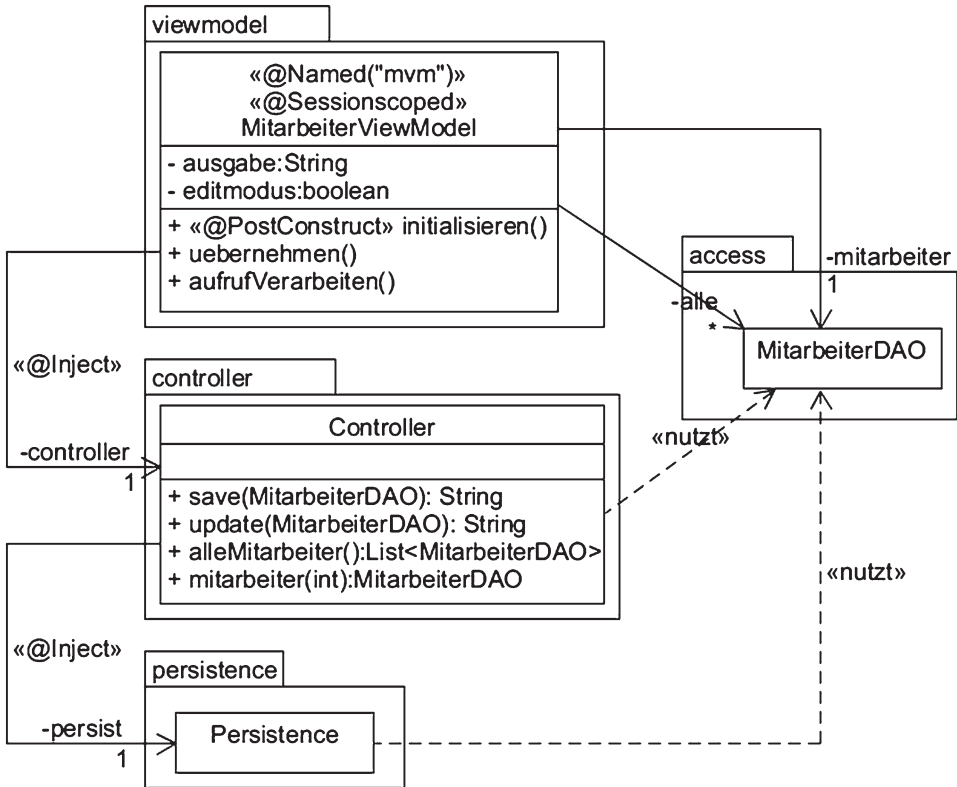 viewmodel
«@Named("mvm")»
«@Sessionscoped»
MitarbeiterViewModel
- ausgabe:String
- editmodus:boolean
+ «@PostConstruct» initialisieren()
+ uebernehmen()
+ aufrufVerarbeiten()
access
-mitarbeiter
1
-alle
*
MitarbeiterDAO
«@Inject»
controller
-controller
1
Controller
«nutzt»
+ save(MitarbeiterDAO): String
+ update(MitarbeiterDAO): String
+ alleMitarbeiter():List<MitarbeiterDAO>
+ mitarbeiter(int):MitarbeiterDAO
«nutzt»
«@Inject»
persistence
-persist
1
Persistence